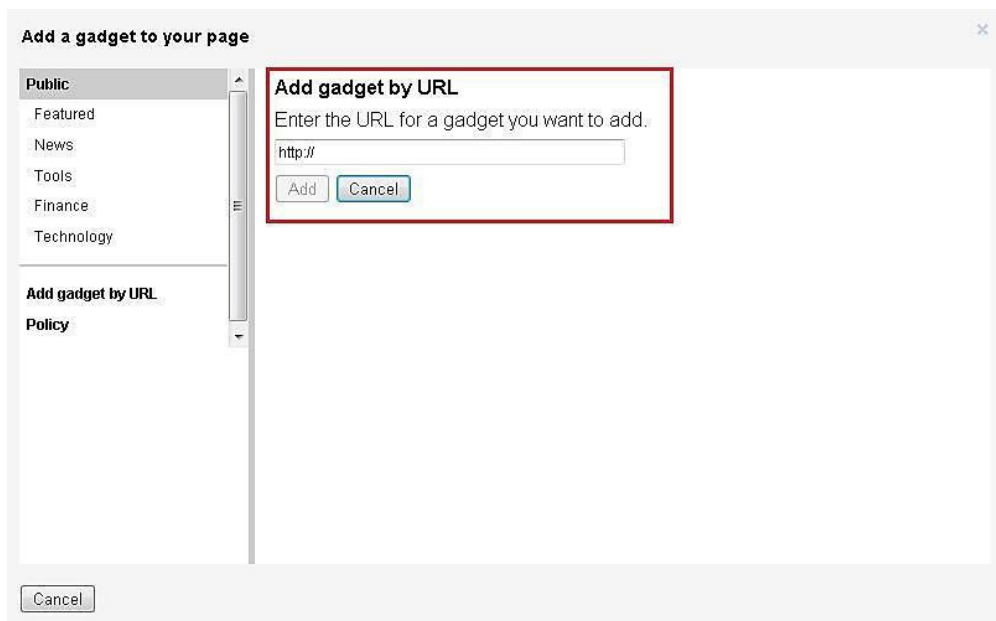 Add a gadget to your page
Public
Featured
News
Tools
Finance
Technology
Add gadget by URL
Policy
Add gadget by URL
Enter the URL for a gadget you want to add.
http://
Add
Cancel
Cancel